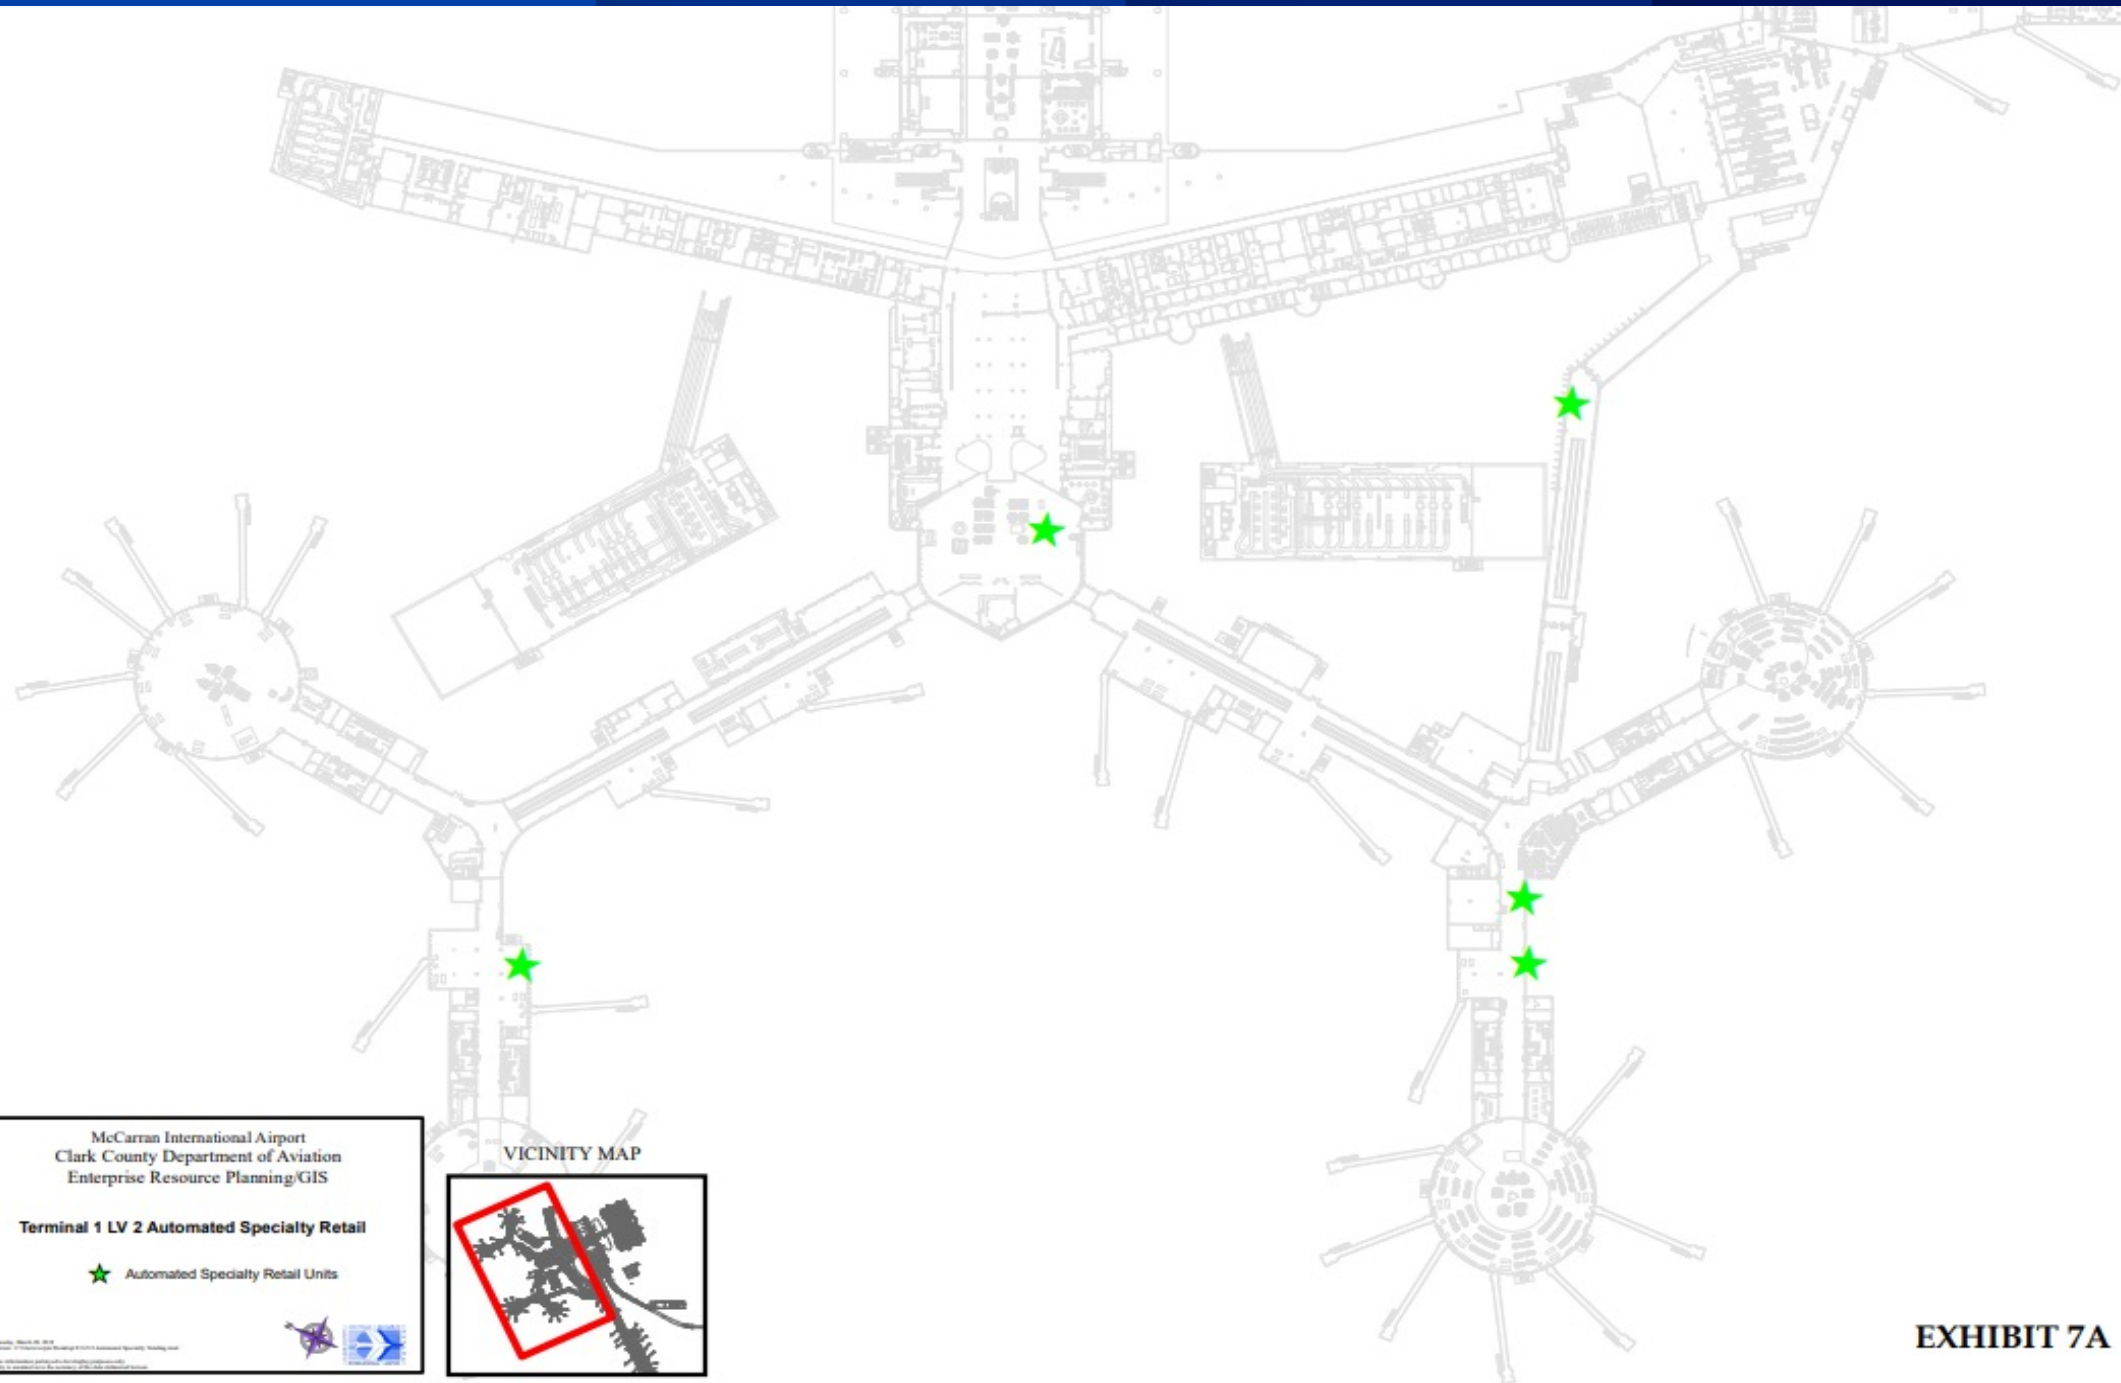 McCarran International Airport
Clark County Department of Aviation
Enterprise Resource Planning/GIS
Terminal 1 LV 2 Automated Specialty Retail
Automated Specialty Retail Units
VICINITY MAP
EXHIBIT 7A